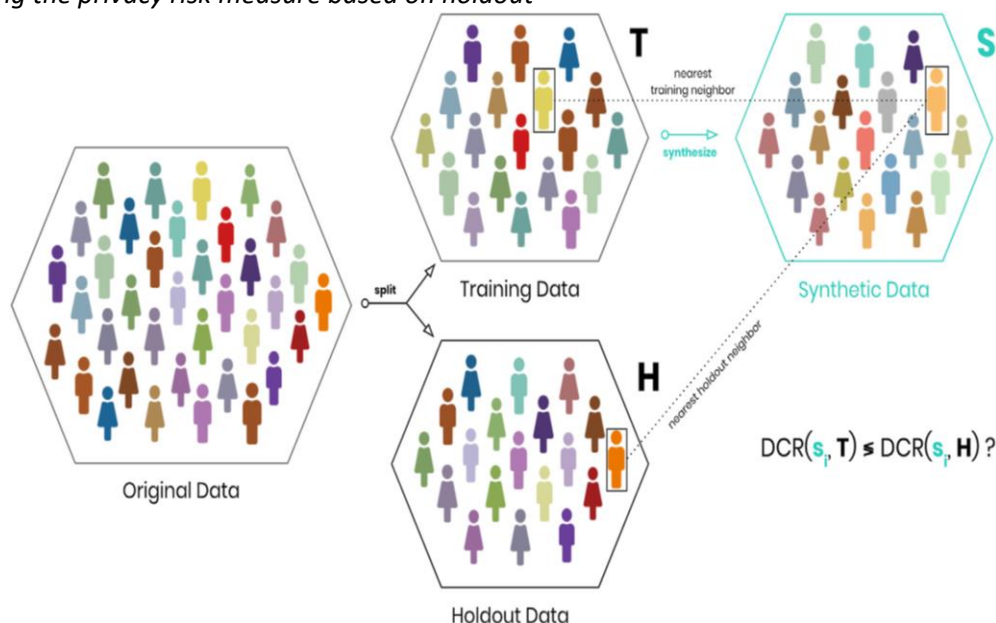 ing the privacy risk measure based on holdout
T
S
nearest
training neighbor
synthesize
split
Training Data
Synthetic Data
H
nearest holdout neighbor
DCR(si, T) ≤ DCR(si, H) ?
Original Data
Holdout Data